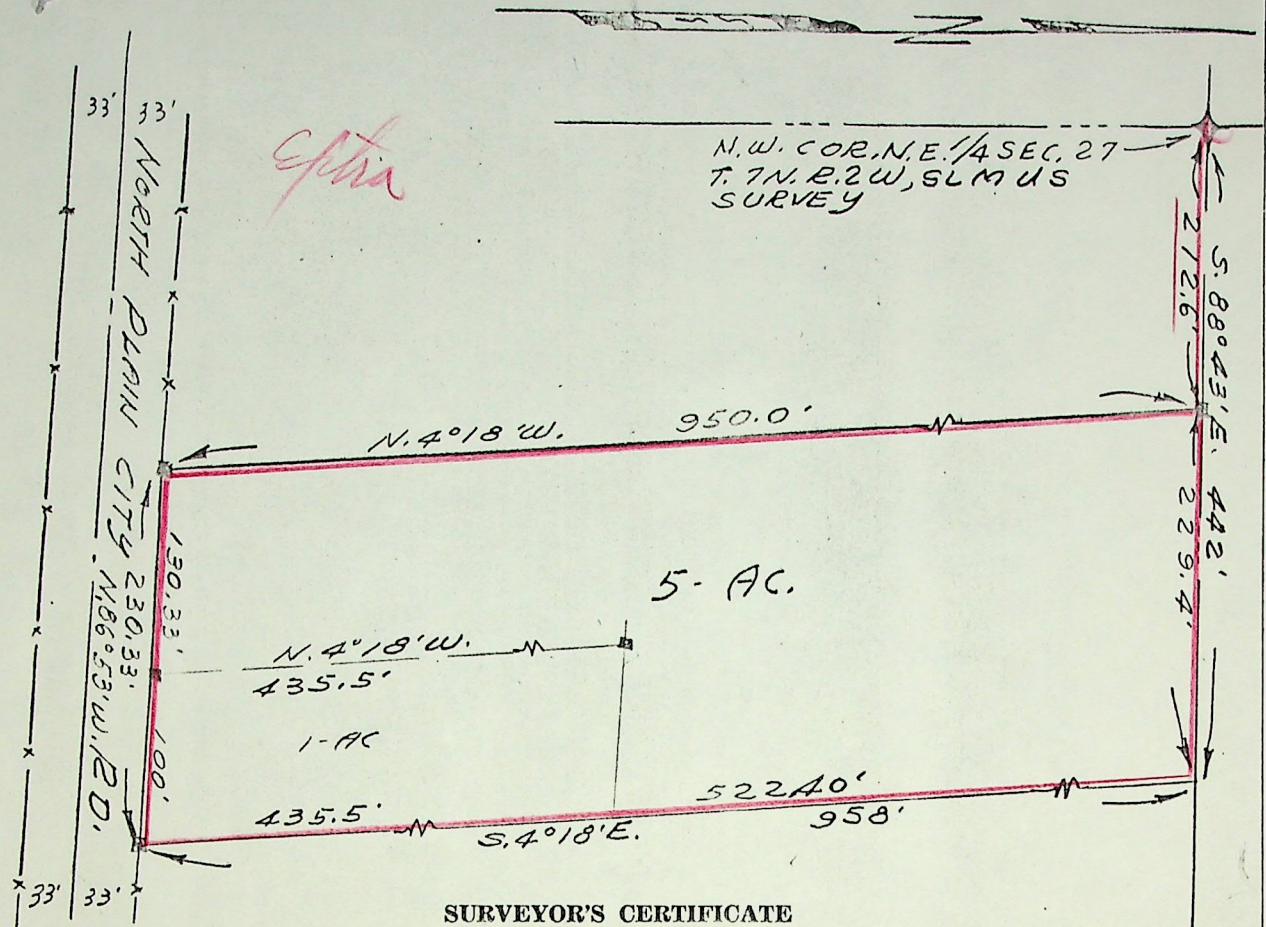 33'
33'
NORTH PLAIN CITY RD.
N.W. COR. N.E. 1/4 SEC. 27
T. 7N. R. 2W, SLM US
SURVEY
212.6'
S. 88°43'E. 442'
N. 4°18'W. 950.0'
229.4'
130.33'
230.33'
N.86°53'W.
5- AC.
N. 4°18'W.
435.5'
1-AC
100'
435.5'
S. 4°18'E.
958'
33'
33'
SURVEYOR'S CERTIFICATE